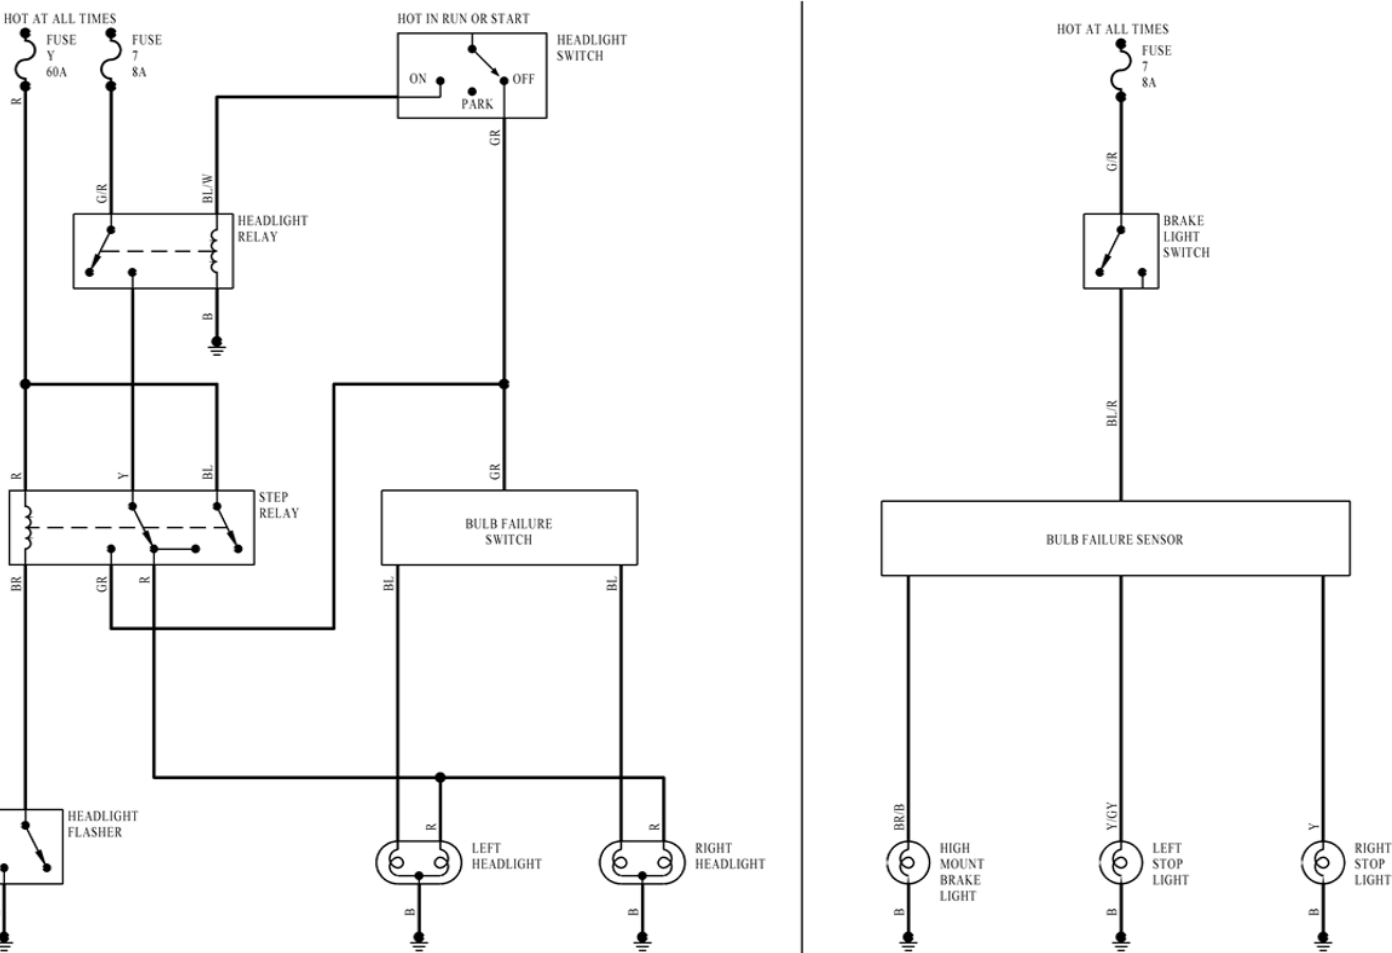 HOT AT ALL TIMES
FUSE
Y
60A
FUSE
7
8A
R
G/R
BL/W
HOT IN RUN OR START
HEADLIGHT
SWITCH
ON
OFF
PARK
GR
HEADLIGHT
RELAY
B
R
Y
BL
GR
STEP
RELAY
BULB FAILURE
SWITCH
BR
GR
R
BL
BL
HEADLIGHT
FLASHER
R
R
LEFT
HEADLIGHT
RIGHT
HEADLIGHT
B
B
HOT AT ALL TIMES
FUSE
7
8A
G/R
BRAKE
LIGHT
SWITCH
BL/R
BULB FAILURE SENSOR
BR/B
Y/GY
Y
HIGH
MOUNT
BRAKE
LIGHT
LEFT
STOP
LIGHT
RIGHT
STOP
LIGHT
B
B
B